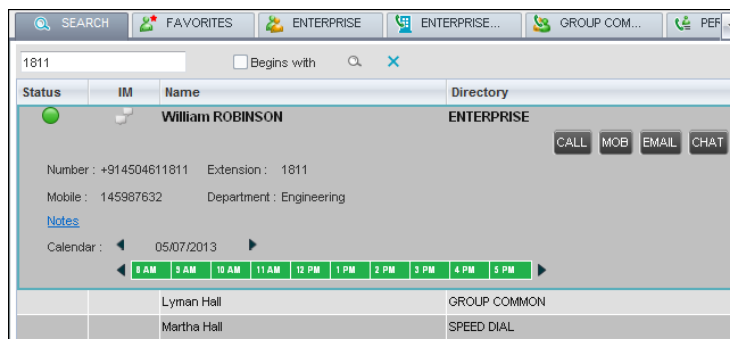 SEARCH FAVORITES ENTERPRISE ENTERPRISE... GROUP COM... PEF
1811 Begins with
Status IM Name Directory
William ROBINSON ENTERPRISE
CALL MOB EMAIL CHAT
Number : +914504611811 Extension : 1811
Mobile : 145987632 Department : Engineering
Notes
Calendar : 05/07/2013
8 AM 9 AM 10 AM 11 AM 12 PM 1 PM 2 PM 3 PM 4 PM 5 PM
Lyman Hall GROUP COMMON
Martha Hall SPEED DIAL